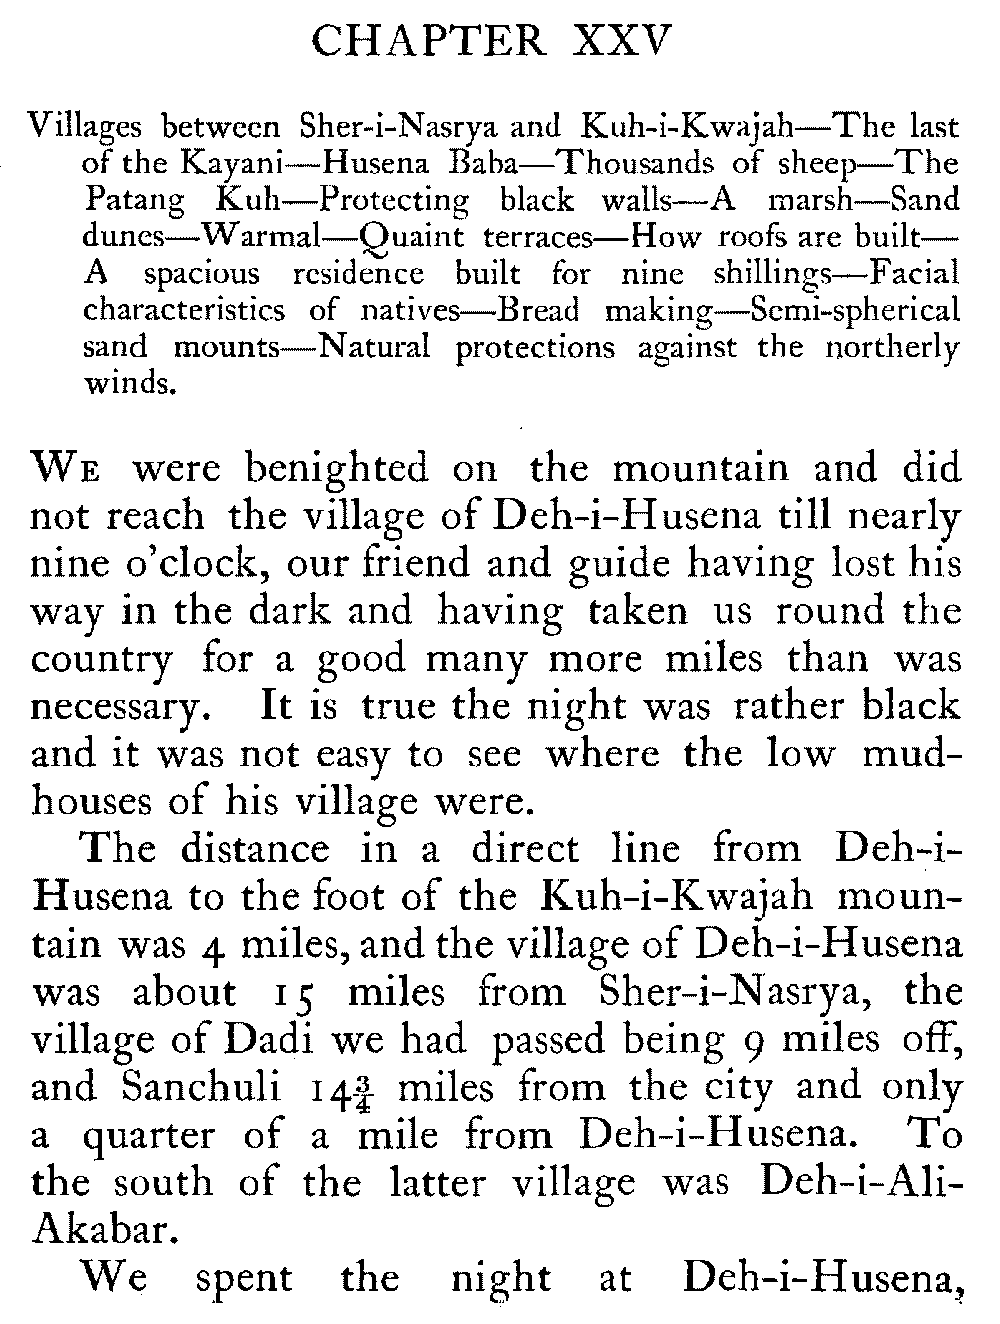 CHAPTER XXV
Villages between Sher-i-Nasrya and Kuh-i-Kwajah—The last
of the Kayani—Husena Baba—Thousands of sheep—The
Patang Kuh—Protecting black walls—A marsh—Sand
dunes—Warmal—Quaint terraces—How roofs are built—
A spacious residence built for nine shillings—Facial
characteristics of natives—Bread making—Semi-spherical
sand mounts—Natural protections against the northerly
winds.
WE were benighted on the mountain and did
not reach the village of Deh-i-Husena till nearly
nine o'clock, our friend and guide having lost his
way in the dark and having taken us round the
country for a good many more miles than was
necessary. It is true the night was rather black
and it was not easy to see where the low mud-
houses of his village were.
The distance in a direct line from Deh-i-
Husena to the foot of the Kuh-i-Kwajah moun-
tain was 4 miles, and the village of Deh-i-Husena
was about 15 miles from Sher-i-Nasrya, the
village of Dadi we had passed being 9 miles off,
and Sanchuli 14¾ miles from the city and only
a quarter of a mile from Deh-i-Husena. To
the south of the latter village was Deh-i-Ali-
Akabar.
We spent the night at Deh-i-Husena,